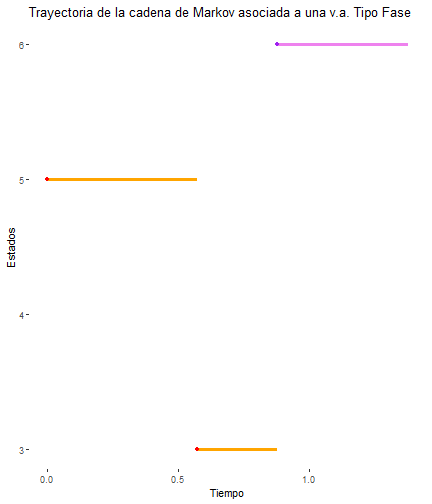 Trayectoria de la cadena de Markov asociada a una v.a. Tipo Fase
6
5
4
3
Estados
0.0 0.5 1.0
Tiempo